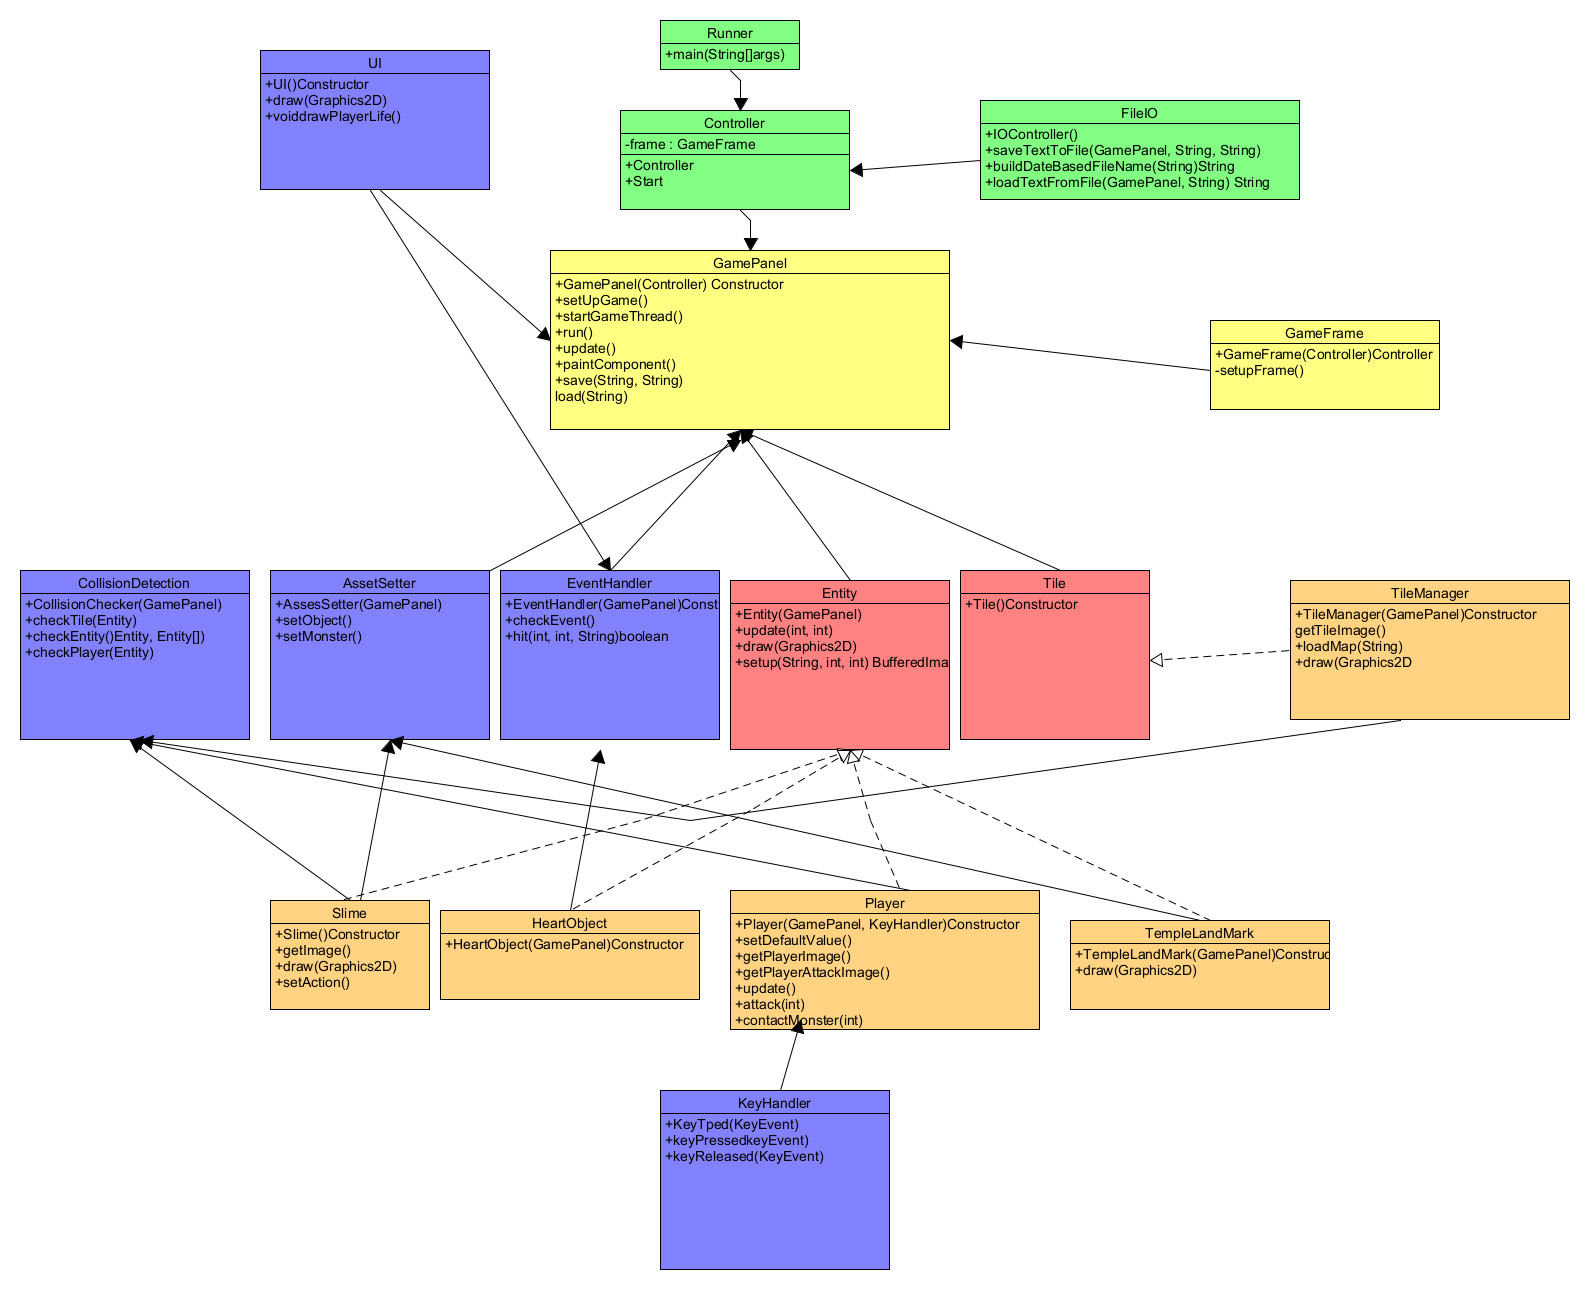 Runner
+main(String[]args)
UI
+UI()Constructor
+draw(Graphics2D)
+voiddrawPlayerLife()
Controller
-frame : GameFrame
+Controller
+Start
FileIO
+IOController()
+saveTextToFile(GamePanel, String, String)
+buildDateBasedFileName(String)String
+loadTextFromFile(GamePanel, String) String
GamePanel
+GamePanel(Controller) Constructor
+setUpGame()
+startGameThread()
+run()
+update()
+paintComponent()
+save(String, String)
load(String)
GameFrame
+GameFrame(Controller)Controller
-setupFrame()
CollisionDetection
+CollisionChecker(GamePanel)
+checkTile(Entity)
+checkEntity()Entity, Entity[])
+checkPlayer(Entity)
AssetSetter
+AssesSetter(GamePanel)
+setObject()
+setMonster()
EventHandler
+EventHandler(GamePanel)Const
+checkEvent()
+hit(int, int, String)boolean
Entity
+Entity(GamePanel)
+update(int, int)
+draw(Graphics2D)
+setup(String, int, int) BufferedIma
Tile
+Tile()Constructor
TileManager
+TileManager(GamePanel)Constructor
getTileImage()
+loadMap(String)
+draw(Graphics2D
Slime
+Slime()Constructor
+getImage()
+draw(Graphics2D)
+setAction()
HeartObject
+HeartObject(GamePanel)Constructor
Player
+Player(GamePanel, KeyHandler)Constructor
+setDefaultValue()
+getPlayerImage()
+getPlayerAttackImage()
+update()
+attack(int)
+contactMonster(int)
TempleLandMark
+TempleLandMark(GamePanel)Construc
+draw(Graphics2D)
KeyHandler
+KeyTped(KeyEvent)
+keyPressedkeyEvent)
+keyReleased(KeyEvent)